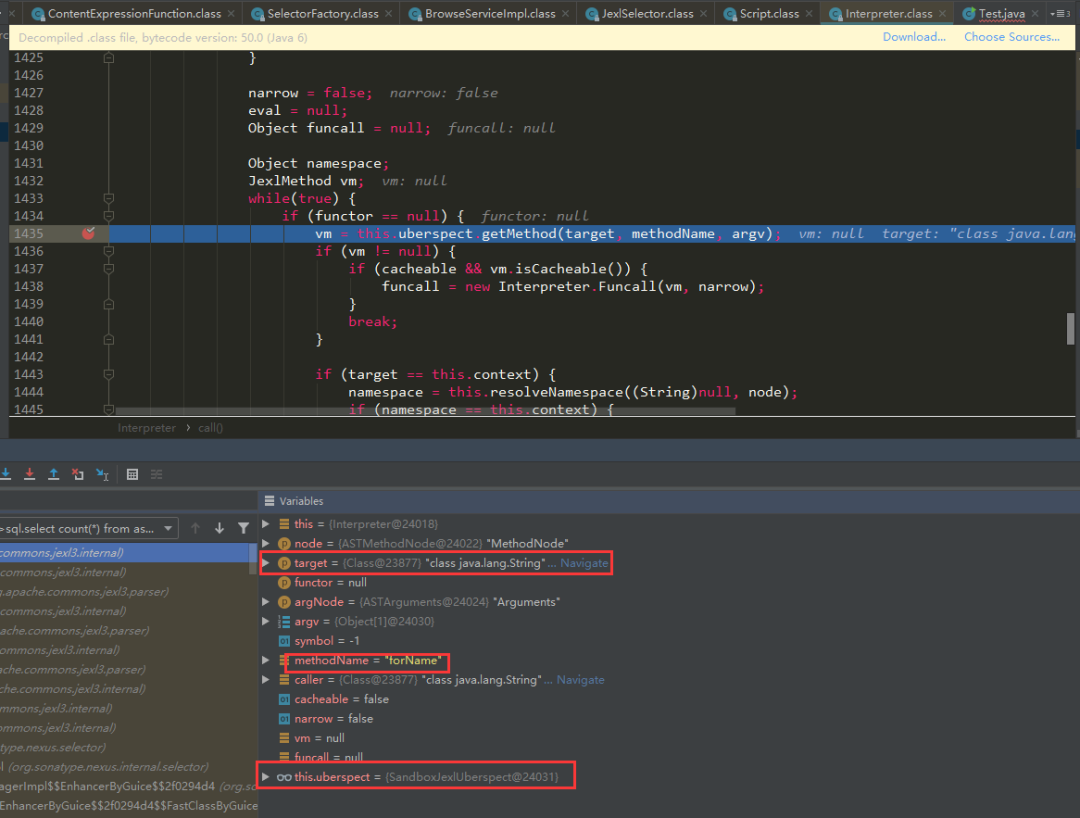 ContentExpressionFunction.class × SelectorFactory.class × BrowseServiceImpl.class × JexlSelector.class × Script.class × Interpreter.class × Test.java ×
Decompiled .class file, bytecode version: 50.0 (Java 6) Download... Choose Sources...
1425 }
1426
1427 narrow = false; narrow: false
1428 eval = null;
1429 Object funcall = null; funcall: null
1430
1431 Object namespace;
1432 JexlMethod vm; vm: null
1433 while(true) {
1434 if (functor == null) { functor: null
1435 vm = this.uberspect.getMethod(target, methodName, argv); vm: null target: "class java.lang
1436 if (vm != null) {
1437 if (cacheable && vm.isCacheable()) {
1438 funcall = new Interpreter.Funcall(vm, narrow);
1439 }
1440 break;
1441 }
1442
1443 if (target == this.context) {
1444 namespace = this.resolveNamespace((String)null, node);
1445 if (namespace == this.context) {
Interpreter › call()
Variables
>sql.select count(*) from as...
commons.jexl3.internal)
commons.jexl3.internal)
g.apache.commons.jexl3.parser)
commons.jexl3.internal)
ache.commons.jexl3.parser)
commons.jexl3.internal)
ache.commons.jexl3.parser)
che.commons.jexl3.internal)
mmons.jexl3.internal)
ommons.jexl3.internal)
type.nexus.selector)
l (org.sonatype.nexus.internal.selector)
agerImpl$$EnhancerByGuice$$2f0294d4 (org.so
EnhancerByGuice$$2f0294d4$$FastClassByGuice
this = {Interpreter@24018}
node = {ASTMethodNode@24022} "MethodNode"
target = {Class@23877} "class java.lang.String"... Navigate
functor = null
argNode = {ASTArguments@24024} "Arguments"
argv = {Object[1]@24030}
symbol = -1
methodName = "forName"
caller = {Class@23877} "class java.lang.String"... Navigate
cacheable = false
narrow = false
vm = null
funcall = null
this.uberspect = {SandboxJexlUberspect@24031}